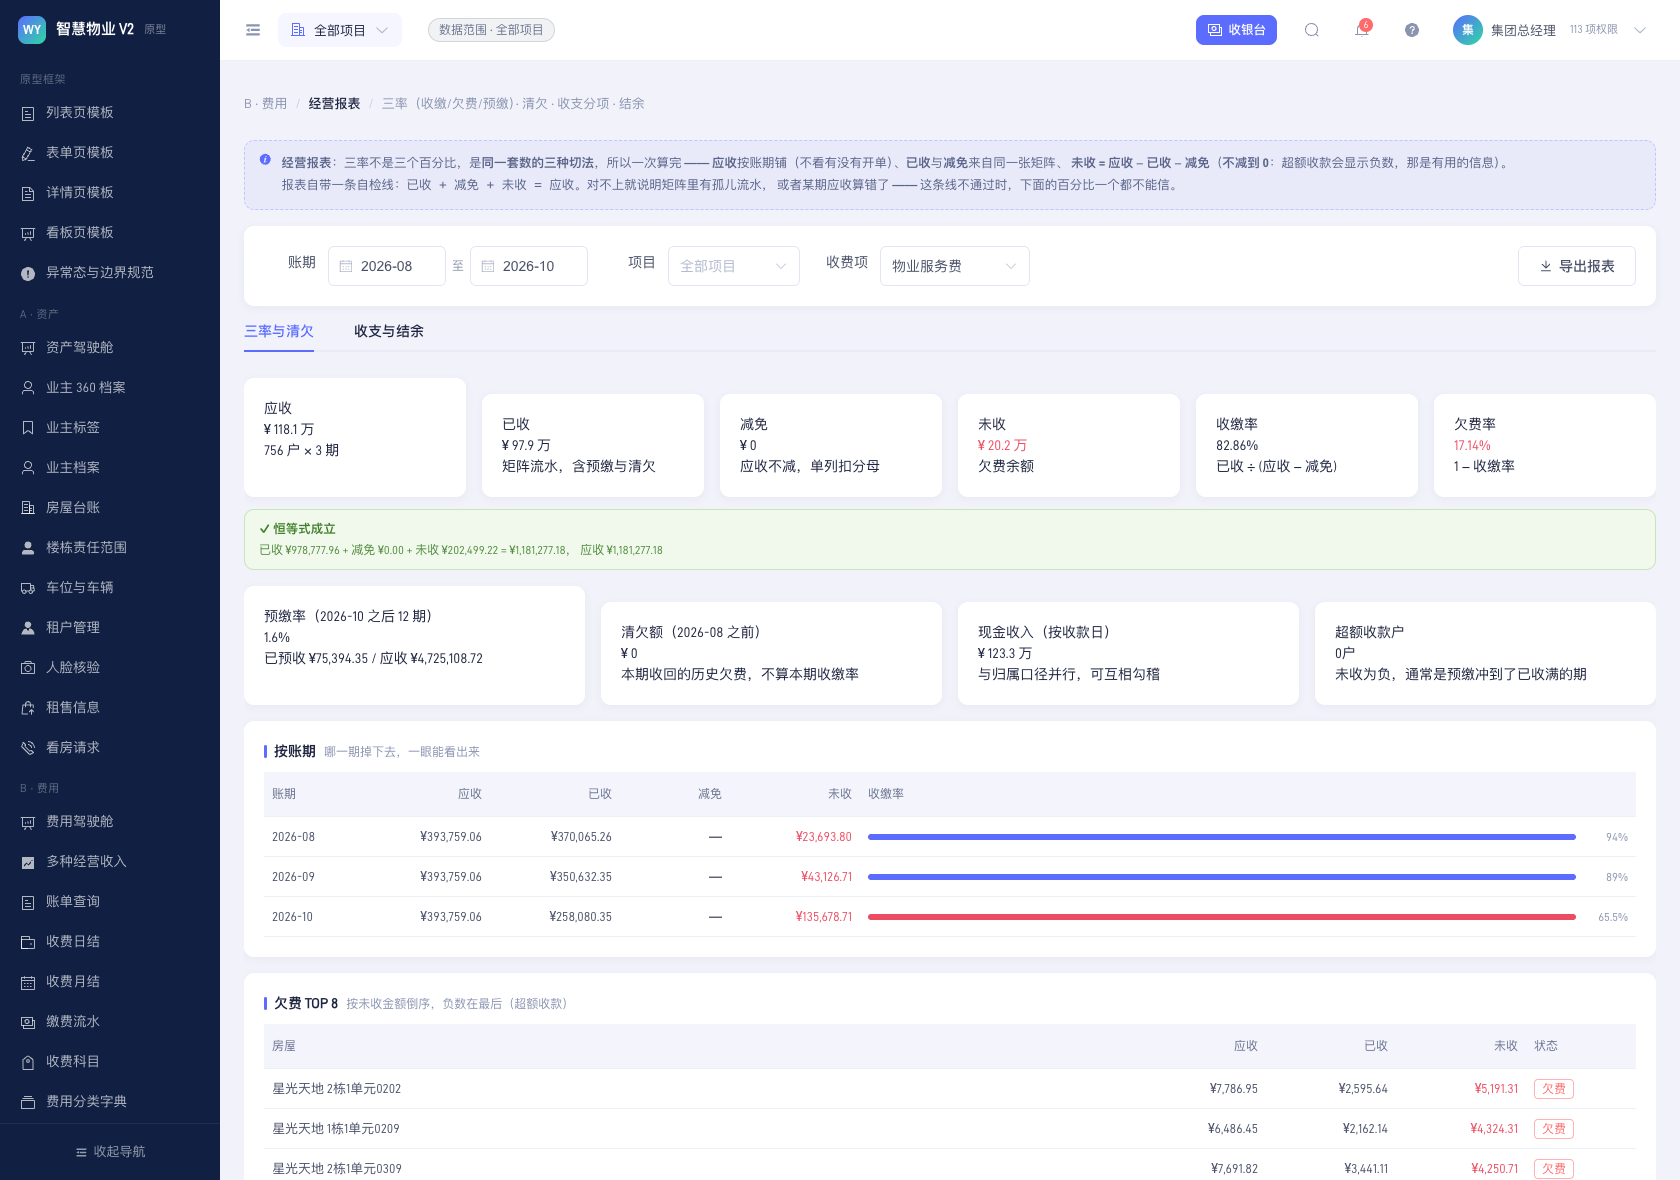 WY 智慧物业 V2 原型
原型框架
列表页模板
表单页模板
详情页模板
看板页模板
异常态与边界规范
A · 资产
资产驾驶舱
业主 360 档案
业主标签
业主档案
房屋台账
楼栋责任范围
车位与车辆
租户管理
人脸核验
租售信息
看房请求
B · 费用
费用驾驶舱
多种经营收入
账单查询
收费日结
收费月结
缴费流水
收费科目
费用分类字典
收起导航
全部项目
数据范围 · 全部项目
收银台
6
集 集团总经理 113 项权限
B · 费用 / 经营报表 / 三率（收缴/欠费/预缴）· 清欠 · 收支分项 · 结余
经营报表：三率不是三个百分比，是同一套数的三种切法，所以一次算完 —— 应收按账期铺（不看有没有开单）、已收与减免来自同一张矩阵、未收 = 应收 − 已收 − 减免（不减到 0：超额收款会显示负数，那是有用的信息）。
报表自带一条自检线：已收 + 减免 + 未收 = 应收。对不上就说明矩阵里有孤儿流水，或者某期应收算错了 —— 这条线不通过时，下面的百分比一个都不能信。
账期 2026-08 至 2026-10 项目 全部项目 收费项 物业服务费 导出报表
三率与清欠 收支与结余
应收
¥ 118.1 万
756 户 × 3 期
已收
¥ 97.9 万
矩阵流水，含预缴与清欠
减免
¥ 0
应收不减，单列扣分母
未收
¥ 20.2 万
欠费余额
收缴率
82.86%
已收 ÷ (应收 − 减免)
欠费率
17.14%
1 − 收缴率
✓ 恒等式成立
已收 ¥978,777.96 + 减免 ¥0.00 + 未收 ¥202,499.22 = ¥1,181,277.18， 应收 ¥1,181,277.18
预缴率（2026-10 之后 12 期）
1.6%
已预收 ¥75,394.35 / 应收 ¥4,725,108.72
清欠额（2026-08 之前）
¥ 0
本期收回的历史欠费，不算本期收缴率
现金收入（按收款日）
¥ 123.3 万
与归属口径并行，可互相勾稽
超额收款户
0户
未收为负，通常是预缴冲到了已收满的期
按账期 哪一期掉下去，一眼能看出来
账期 应收 已收 减免 未收 收缴率
2026-08 ¥393,759.06 ¥370,065.26 — ¥23,693.80 94%
2026-09 ¥393,759.06 ¥350,632.35 — ¥43,126.71 89%
2026-10 ¥393,759.06 ¥258,080.35 — ¥135,678.71 65.5%
欠费 TOP 8 按未收金额倒序，负数在最后（超额收款）
房屋 应收 已收 未收 状态
星光天地 2栋1单元0202 ¥7,786.95 ¥2,595.64 ¥5,191.31 欠费
星光天地 1栋1单元0209 ¥6,486.45 ¥2,162.14 ¥4,324.31 欠费
星光天地 2栋1单元0309 ¥7,691.82 ¥3,441.11 ¥4,250.71 欠费